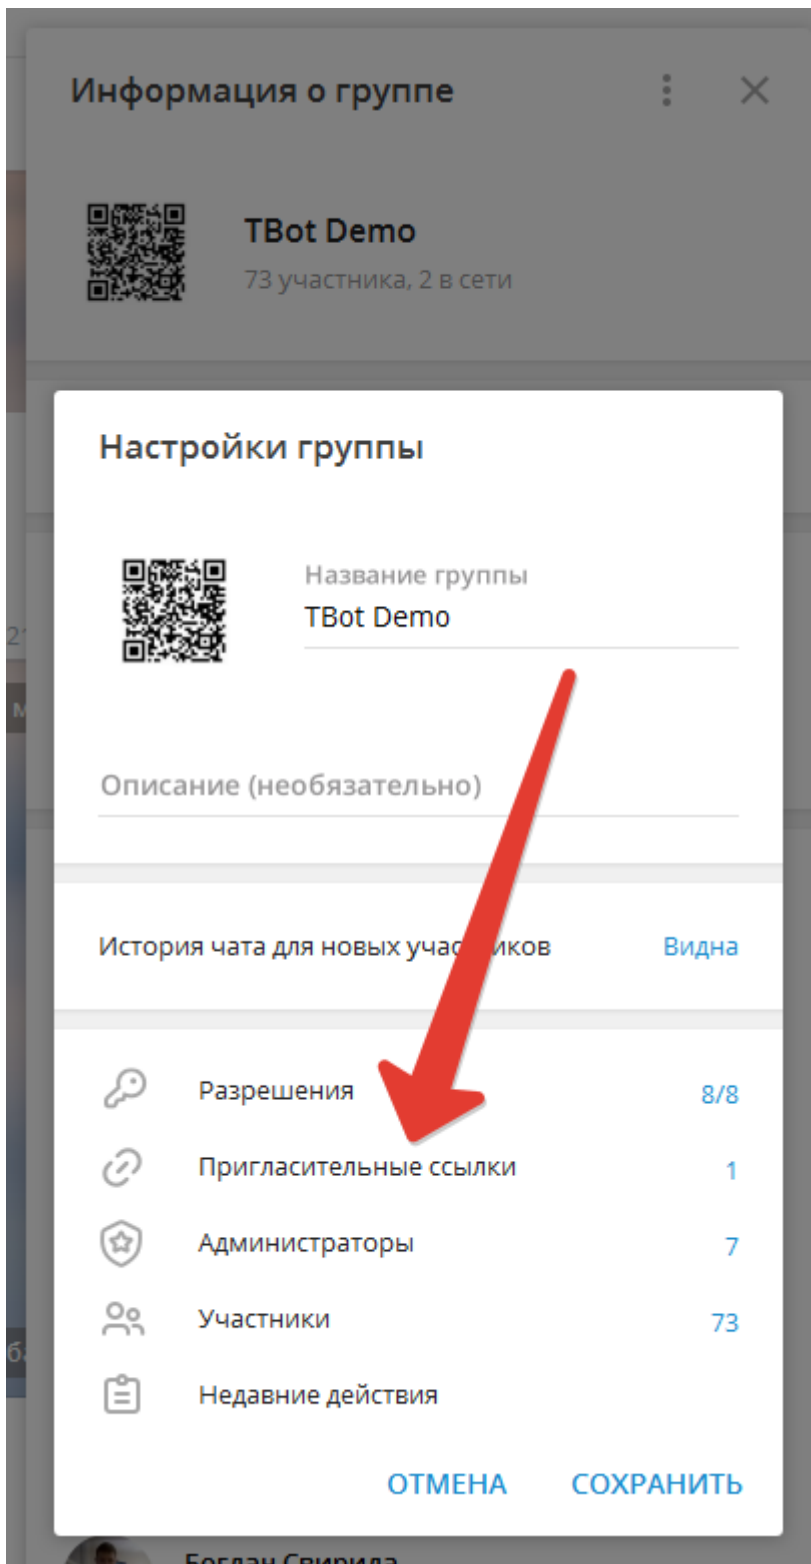 Информация о группе
TBot Demo
73 участника, 2 в сети
Настройки группы
Название группы
TBot Demo
Описание (необязательно)
История чата для новых Видна
Разрешения 8/8
Пригласительные ссылки 1
Администраторы 7
Участники 73
Недавние действия
ОТМЕНА СОХРАНИТЬ